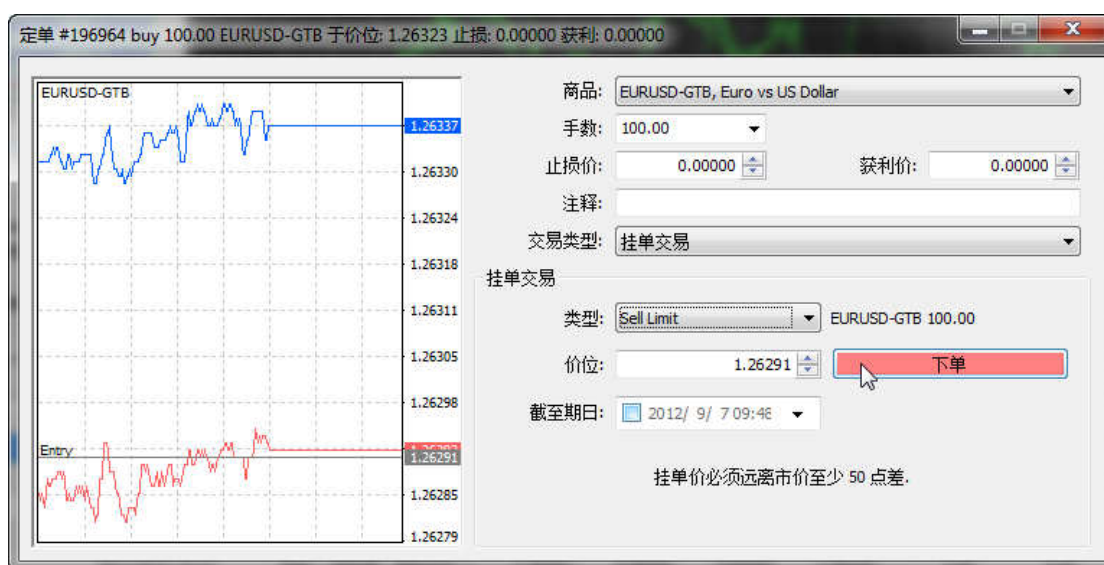 定单 #196964 buy 100.00 EURUSD-GTB 于价位: 1.26323 止损: 0.00000 获利: 0.00000
EURUSD-GTB
1.26337
1.26330
1.26324
1.26318
1.26311
1.26305
1.26298
Entry
1.26291
1.26285
1.26279
商品: EURUSD-GTB, Euro vs US Dollar
手数: 100.00
止损价: 0.00000 获利价: 0.00000
注释:
交易类型: 挂单交易
挂单交易
类型: Sell Limit EURUSD-GTB 100.00
价位: 1.26291 下单
截至期日: 2012/ 9/ 7 09:48
挂单价必须远离市价至少 50 点差.